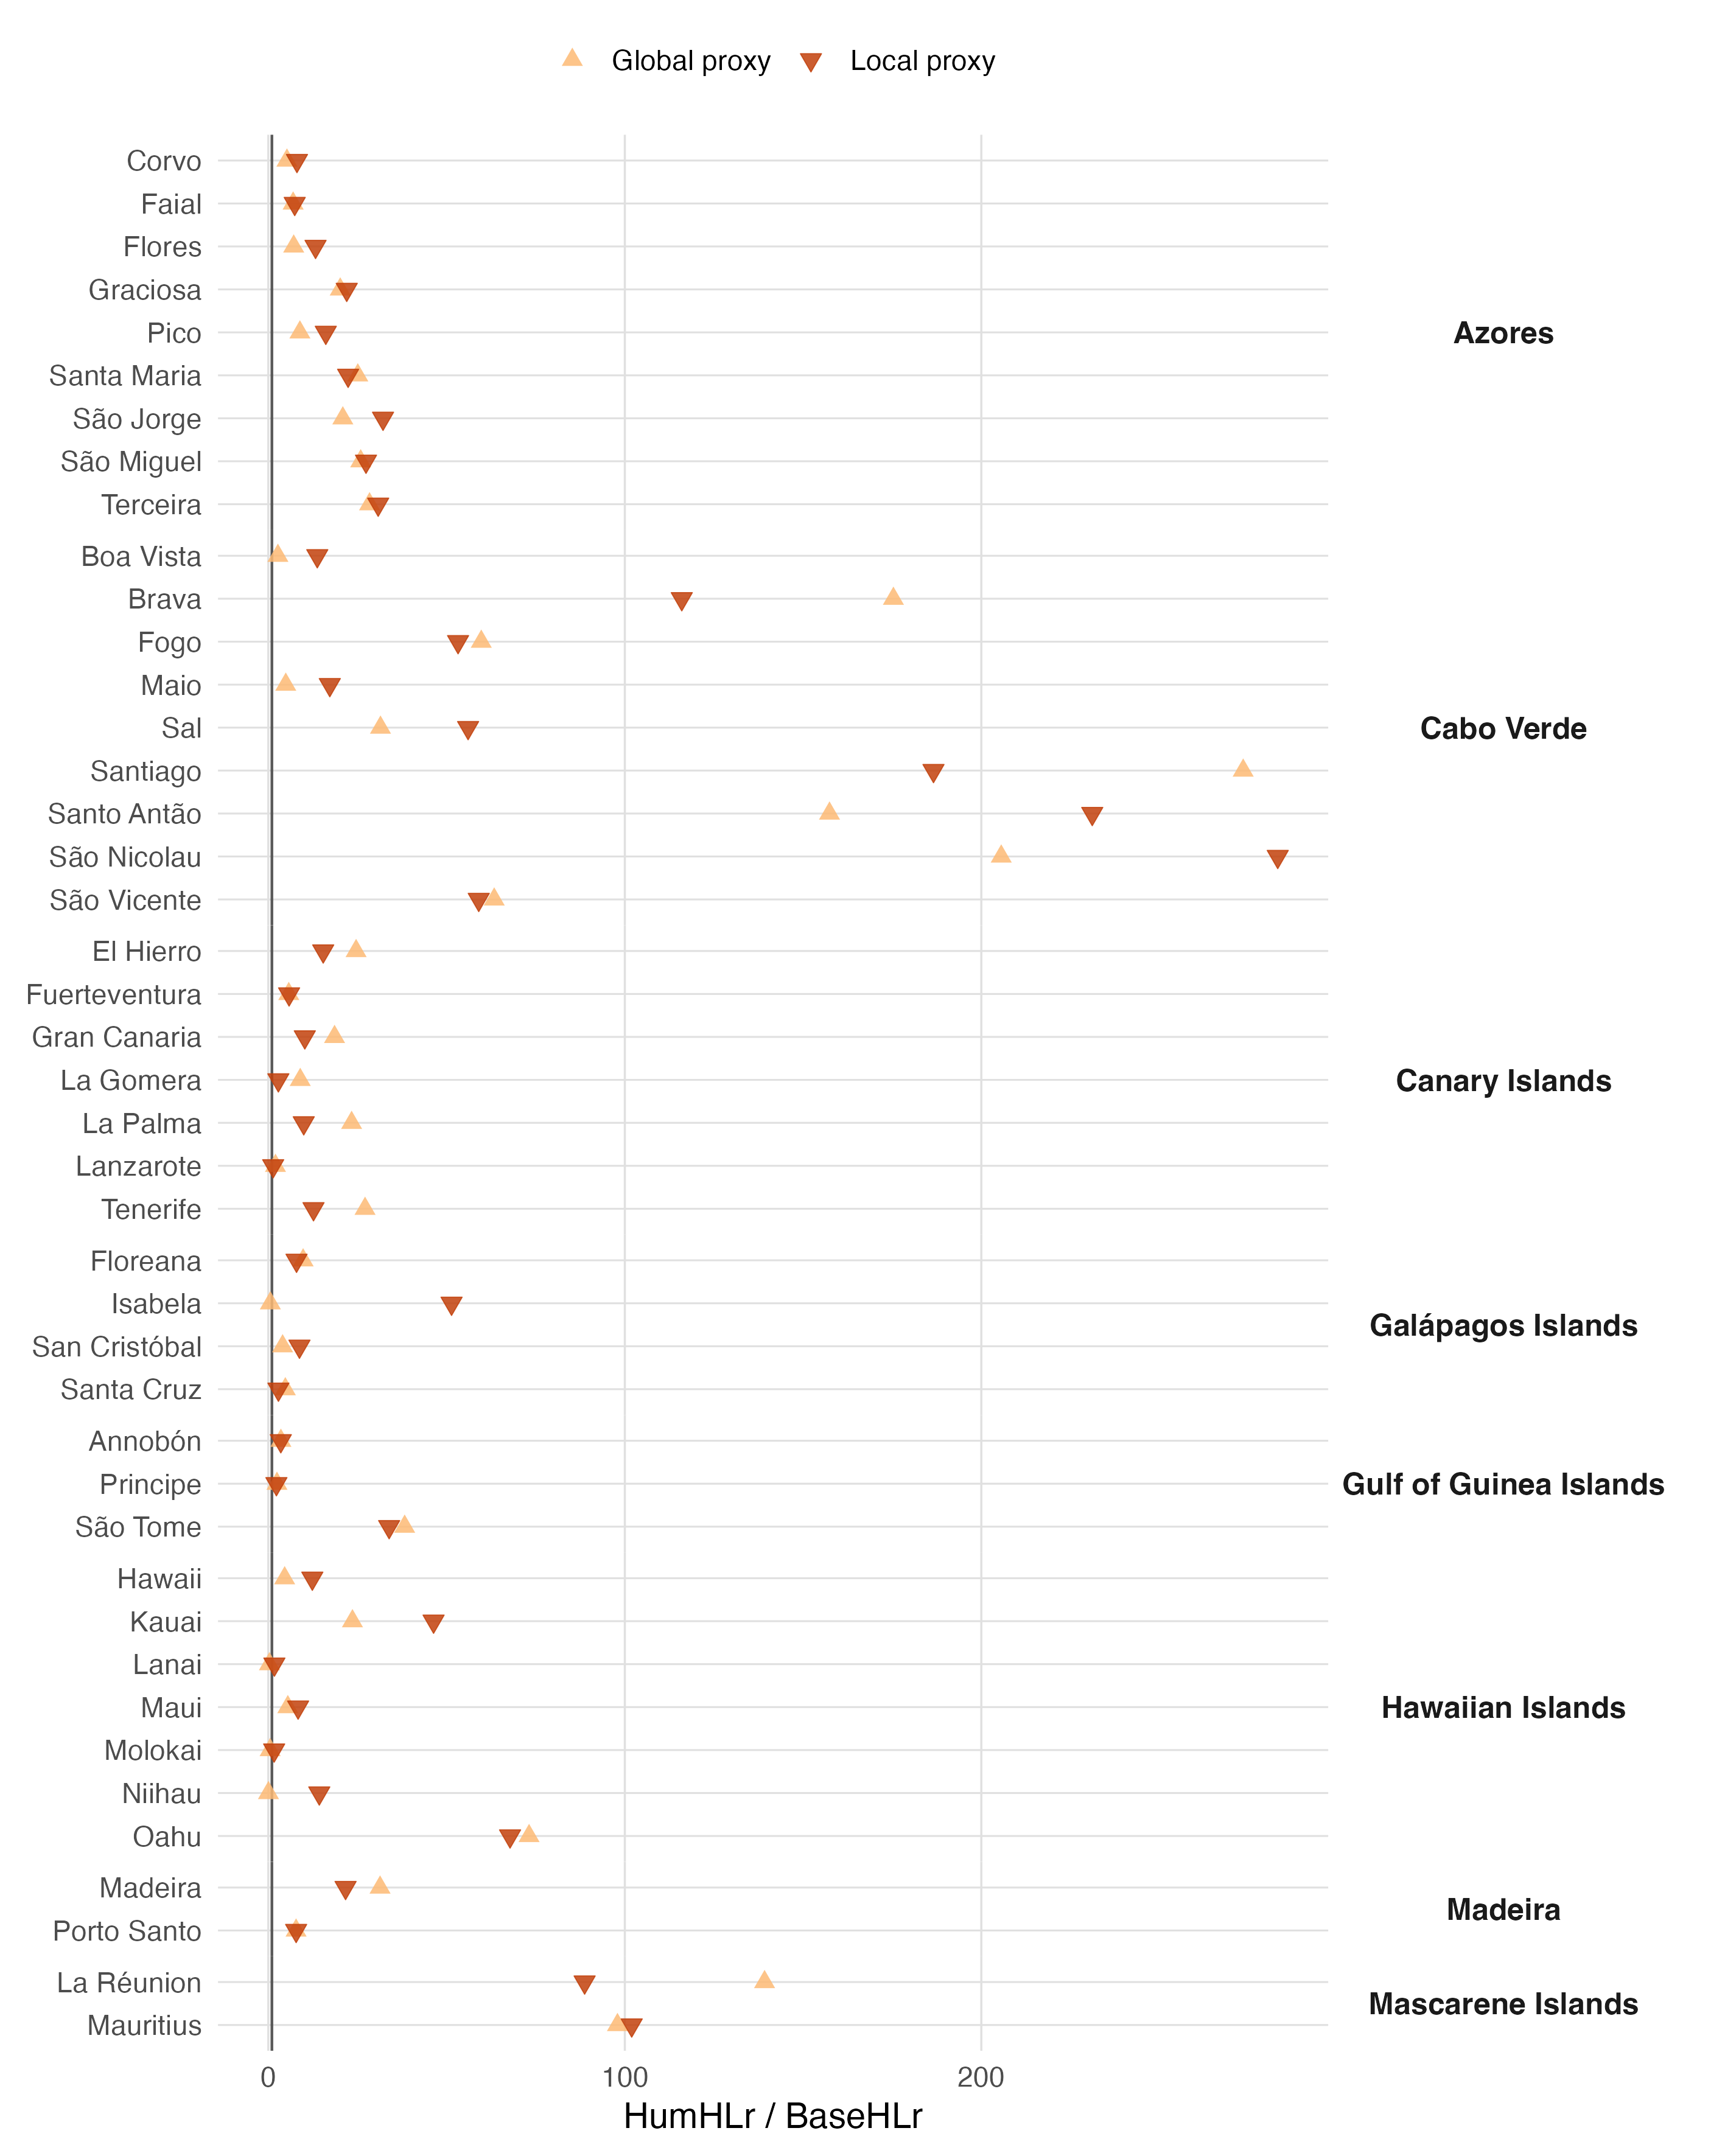 Global proxy Local proxy
Corvo
Faial
Flores
Graciosa
Pico
Azores
Santa Maria
São Jorge
São Miguel
Terceira
Boa Vista
Brava
Fogo
Maio
Sal
Cabo Verde
Santiago
Santo Antão
São Nicolau
São Vicente
El Hierro
Fuerteventura
Gran Canaria
La Gomera
Canary Islands
La Palma
Lanzarote
Tenerife
Floreana
Isabela
Galápagos Islands
San Cristóbal
Santa Cruz
Annobón
Principe
Gulf of Guinea Islands
São Tome
Hawaii
Kauai
Lanai
Maui
Hawaiian Islands
Molokai
Niihau
Oahu
Madeira
Madeira
Porto Santo
La Réunion
Mascarene Islands
Mauritius
0 100 200
HumHLr / BaseHLr